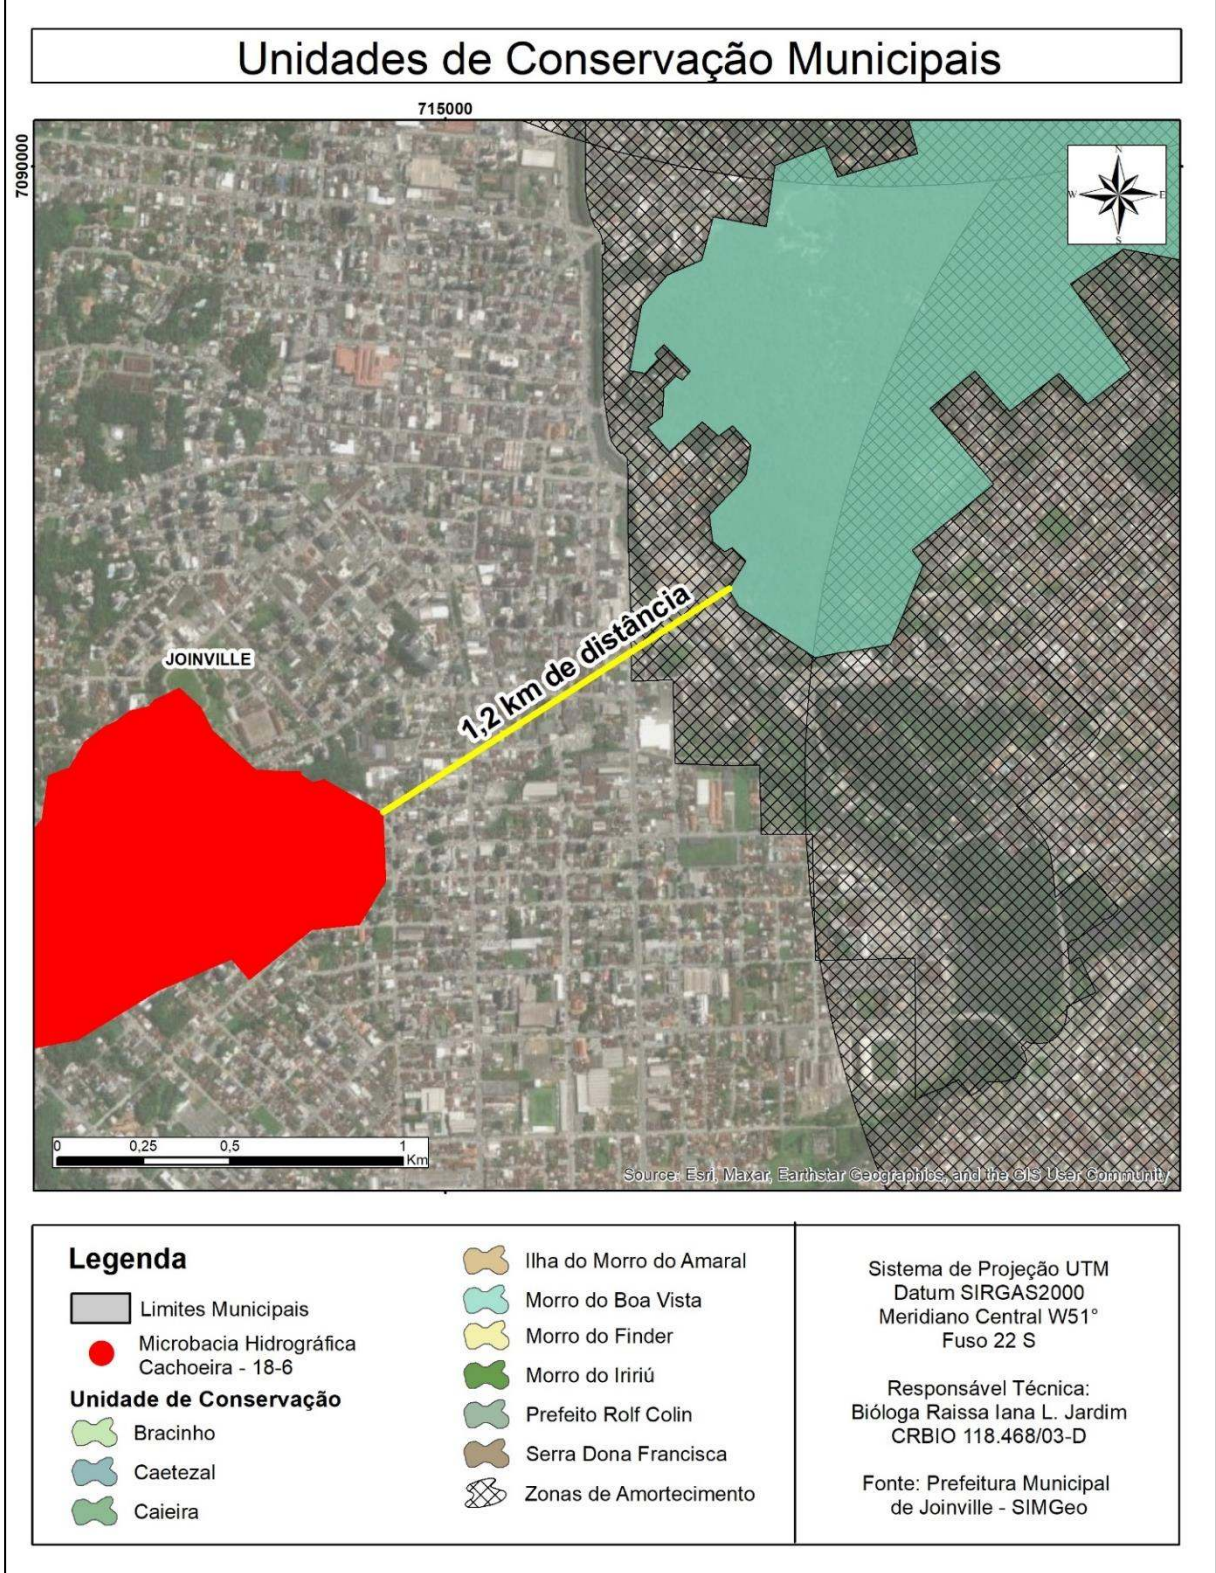 Unidades de Conservação Municipais
715000
7090000
N
W
E
S
1,2 km de distância
JOINVILLE
0
0,25
0,5
1
Km
Source: Esri, Maxar, Earthstar Geographics, and the GIS User Community
Legenda
Limites Municipais
Microbacia Hidrográfica
Cachoeira - 18-6
Unidade de Conservação
Bracinho
Caetezal
Caieira
Ilha do Morro do Amaral
Morro do Boa Vista
Morro do Finder
Morro do Iririú
Prefeito Rolf Colin
Serra Dona Francisca
Zonas de Amortecimento
Sistema de Projeção UTM
Datum SIRGAS2000
Meridiano Central W51°
Fuso 22 S
Responsável Técnica:
Bióloga Raissa Iana L. Jardim
CRBIO 118.468/03-D
Fonte: Prefeitura Municipal
de Joinville - SIMGeo